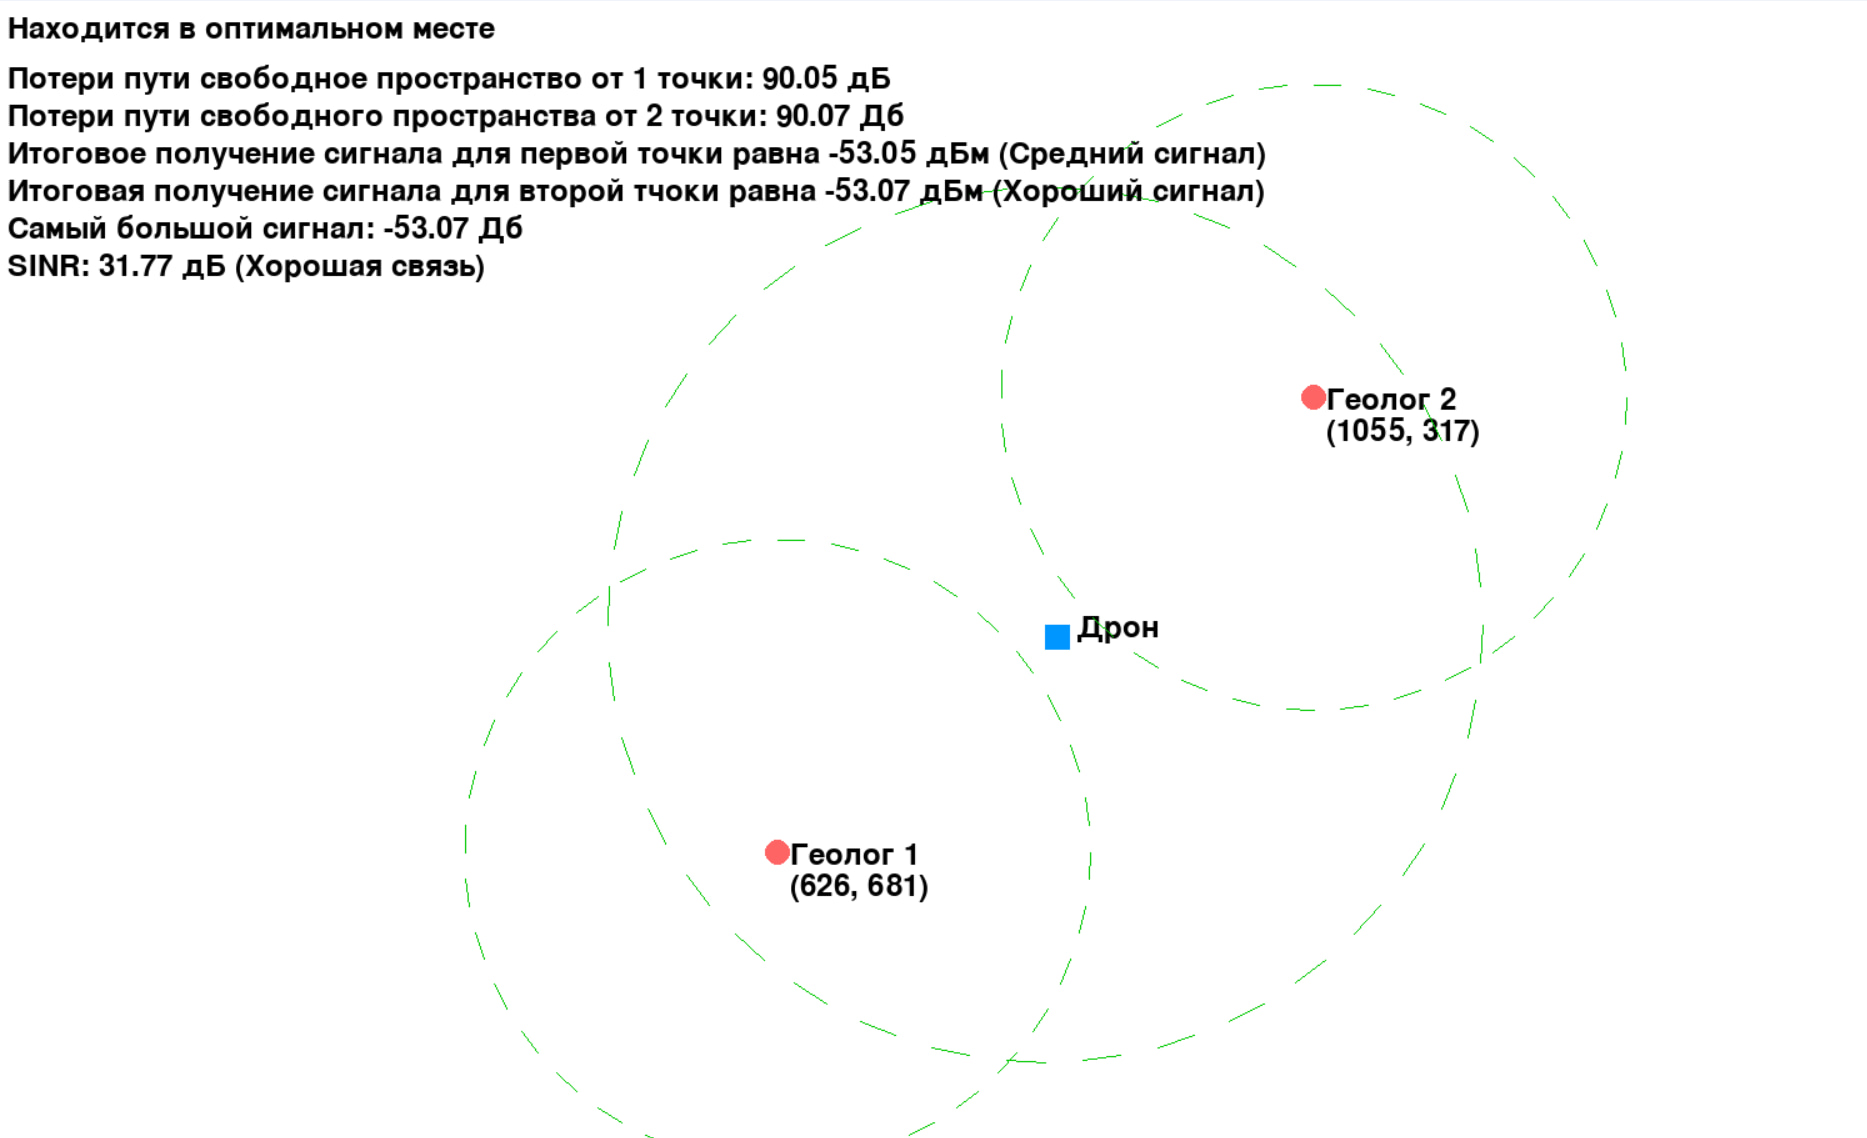 Находится в оптимальном месте
Потери пути свободное пространство от 1 точки: 90.05 дБ
Потери пути свободного пространства от 2 точки: 90.07 Дб
Итоговое получение сигнала для первой точки равна -53.05 дБм (Средний сигнал)
Итоговая получение сигнала для второй тчоки равна -53.07 дБм (Хороший сигнал)
Самый большой сигнал: -53.07 Дб
SINR: 31.77 дБ (Хорошая связь)
Геолог 2
(1055, 317)
Дрон
Геолог 1
(626, 681)